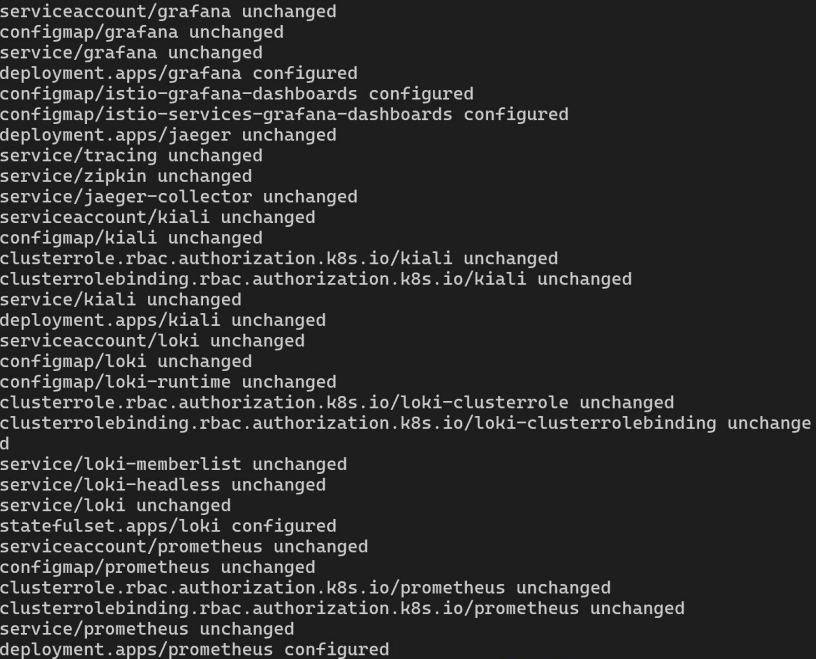 serviceaccount/grafana unchanged
configmap/grafana unchanged
service/grafana unchanged
deployment.apps/grafana configured
configmap/istio-grafana-dashboards configured
configmap/istio-services-grafana-dashboards configured
deployment.apps/jaeger unchanged
service/tracing unchanged
service/zipkin unchanged
service/jaeger-collector unchanged
serviceaccount/kiali unchanged
configmap/kiali unchanged
clusterrole.rbac.authorization.k8s.io/kiali unchanged
clusterrolebinding.rbac.authorization.k8s.io/kiali unchanged
service/kiali unchanged
deployment.apps/kiali unchanged
serviceaccount/loki unchanged
configmap/loki unchanged
configmap/loki-runtime unchanged
clusterrole.rbac.authorization.k8s.io/loki-clusterrole unchanged
clusterrolebinding.rbac.authorization.k8s.io/loki-clusterrolebinding unchange
d
service/loki-memberlist unchanged
service/loki-headless unchanged
service/loki unchanged
statefulset.apps/loki configured
serviceaccount/prometheus unchanged
configmap/prometheus unchanged
clusterrole.rbac.authorization.k8s.io/prometheus unchanged
clusterrolebinding.rbac.authorization.k8s.io/prometheus unchanged
service/prometheus unchanged
deployment.apps/prometheus configured